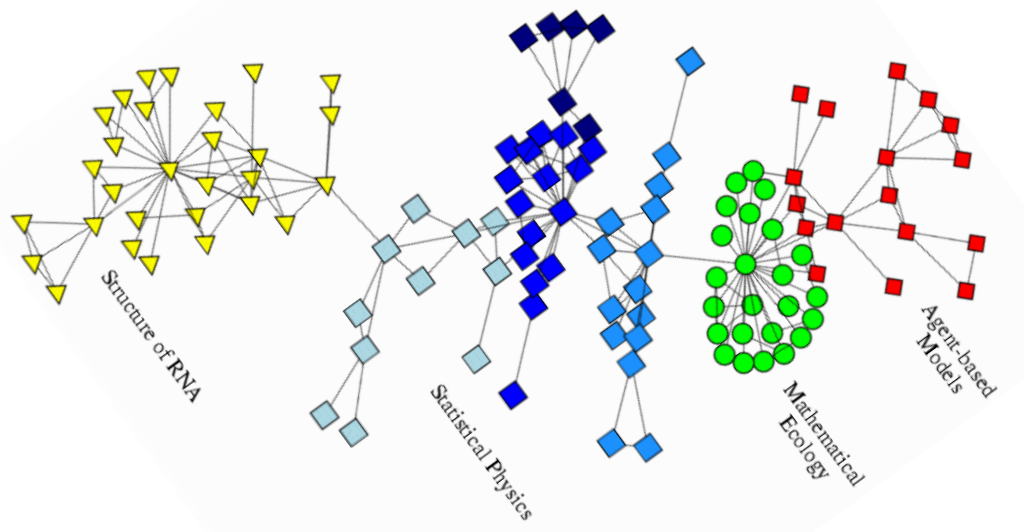 Structure of RNA
Statistical Physics
Mathematical
Ecology
Agent-based
Models